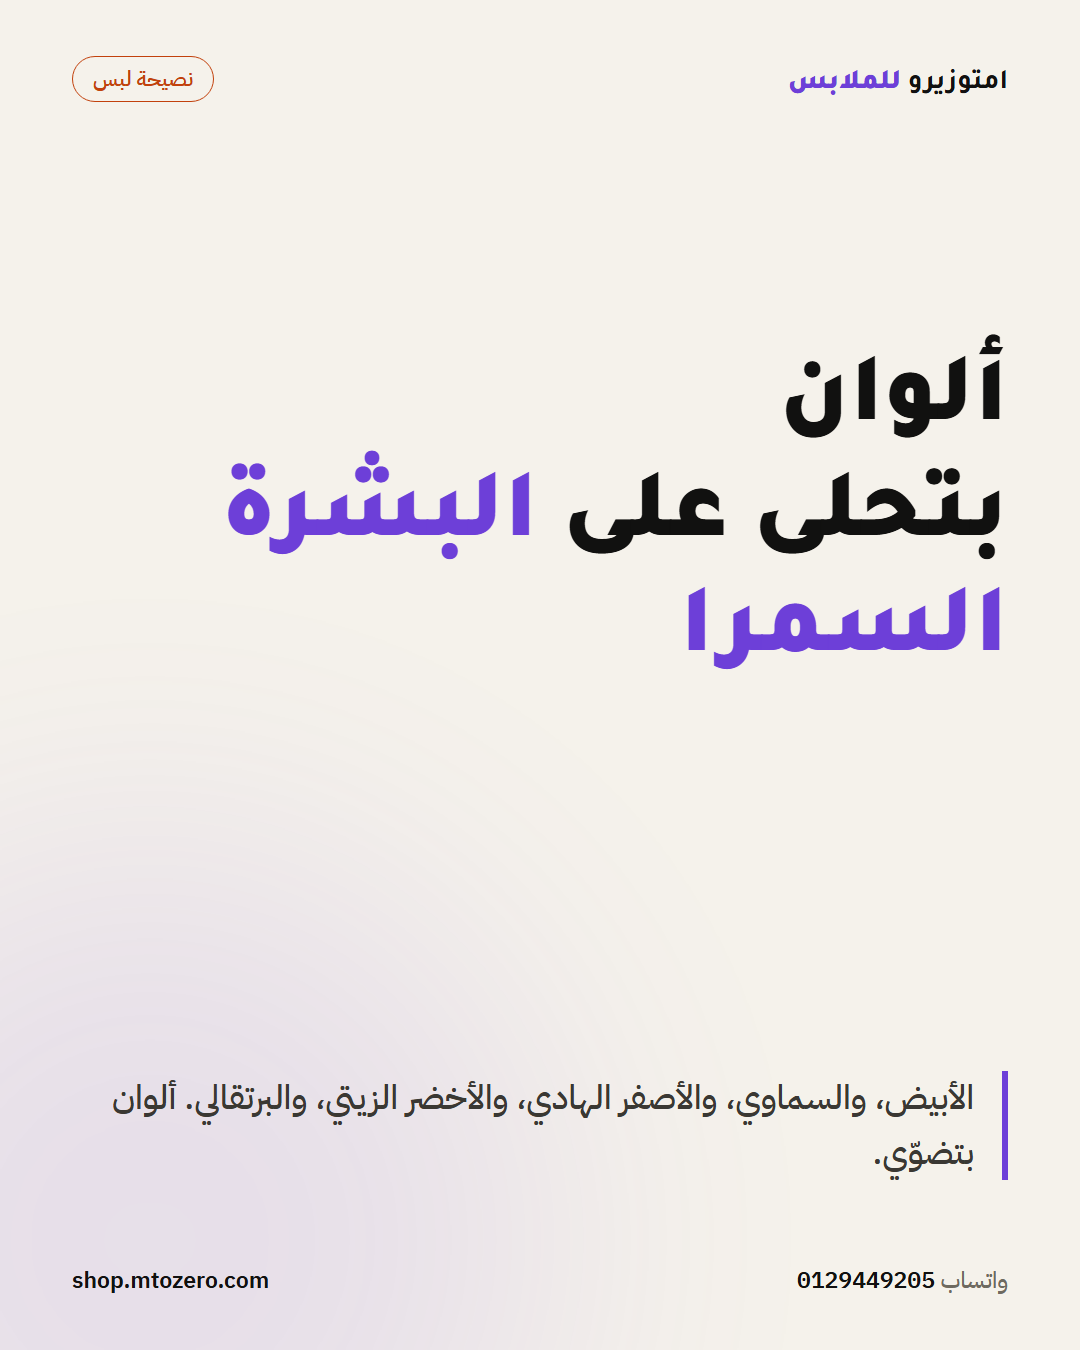 امتوزيرو للملابس
نصيحة لبس
ألوان
بتحلى على البشرة
السمرا
الأبيض، والسماوي، والأصفر الهادي، والأخضر الزيتي، والبرتقالي. ألوان
بتضوّي.
واتساب 0129449205
shop.mtozero.com